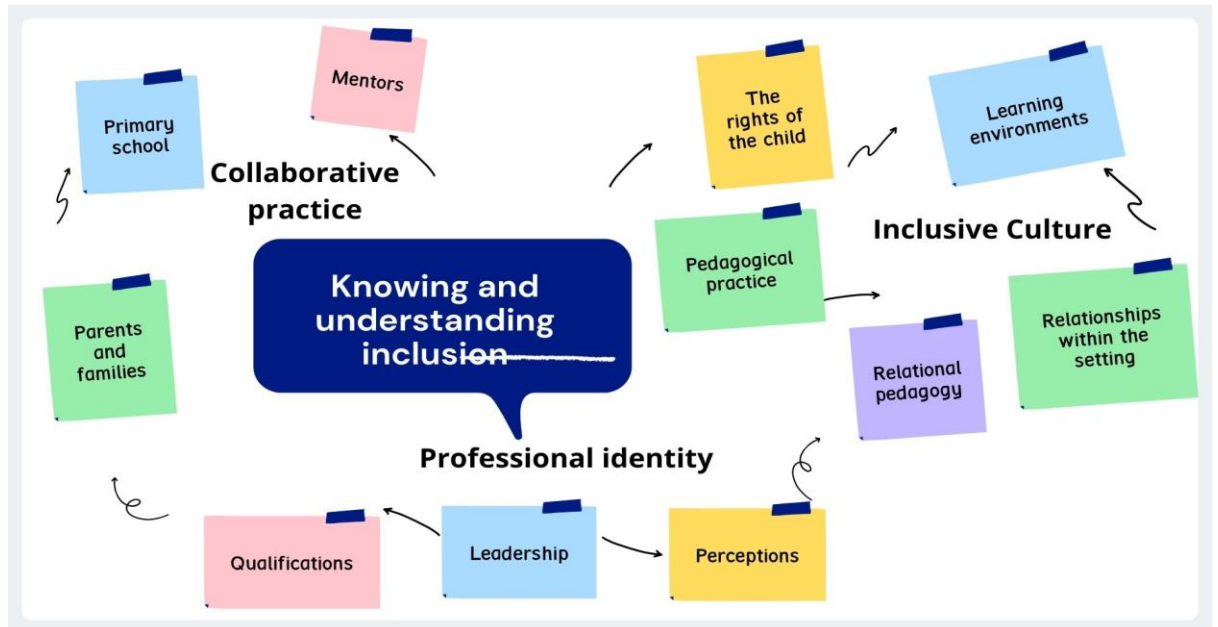 Mentors
Primary
school
Collaborative
practice
Knowing and
understanding
inclusion
Parents
and
families
The
rights of
the child
Learning
environments
Inclusive Culture
Pedagogical
practice
Relational
pedagogy
Relationships
within the
setting
Professional identity
Qualifications
Leadership
Perceptions